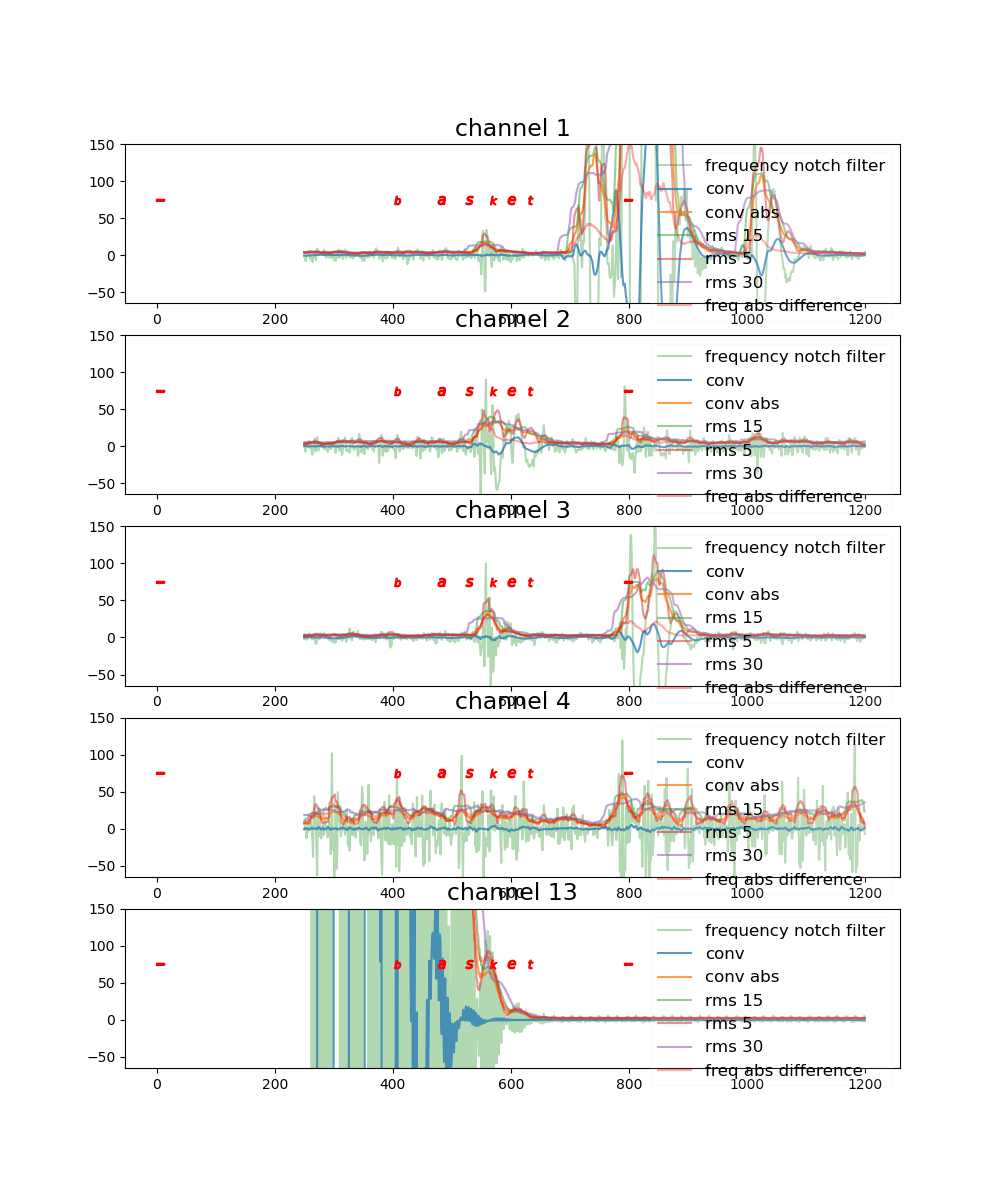 channel 1
150
100
50
0
−50
- b a s k e t -
frequency notch filter
conv
conv abs
rms 15
rms 5
rms 30
freq abs difference
0 200 400 600 800 1000 1200
channel 2
150
100
50
0
−50
- b a s k e t -
frequency notch filter
conv
conv abs
rms 15
rms 5
rms 30
freq abs difference
0 200 400 600 800 1000 1200
channel 3
150
100
50
0
−50
- b a s k e t -
frequency notch filter
conv
conv abs
rms 15
rms 5
rms 30
freq abs difference
0 200 400 600 800 1000 1200
channel 4
150
100
50
0
−50
- b a s k e t -
frequency notch filter
conv
conv abs
rms 15
rms 5
rms 30
freq abs difference
0 200 400 600 800 1000 1200
channel 13
150
100
50
0
−50
- b a s k e t -
frequency notch filter
conv
conv abs
rms 15
rms 5
rms 30
freq abs difference
0 200 400 600 800 1000 1200